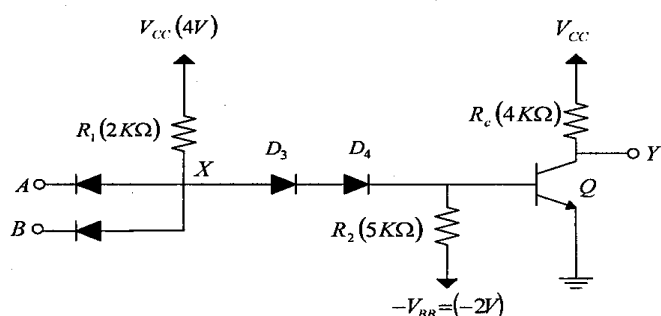 V_CC (4V)
V_CC
R_1 (2KΩ)
R_c (4KΩ)
D_3
D_4
Y
A
X
Q
B
R_2 (5KΩ)
-V_BB = (-2V)